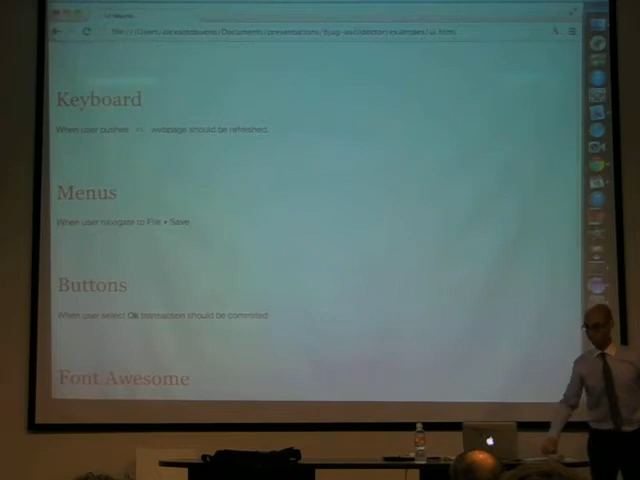 Keyboard
When user pushes webpage should be refreshed.
Menus
When user navigate to File • Save
Buttons
When user select Ok transaction should be commited
Font Awesome